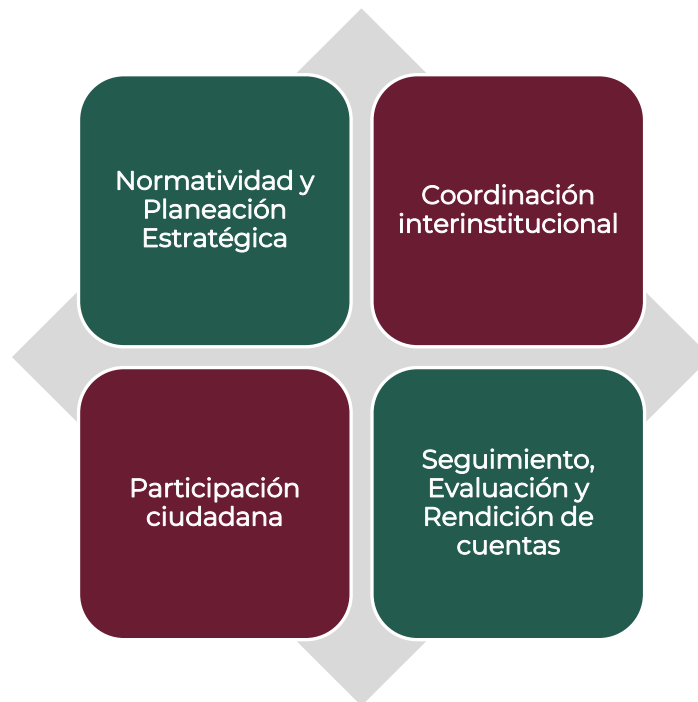 Normatividad y
Planeación
Estratégica
Coordinación
interinstitucional
Participación
ciudadana
Seguimiento,
Evaluación y
Rendición de
cuentas